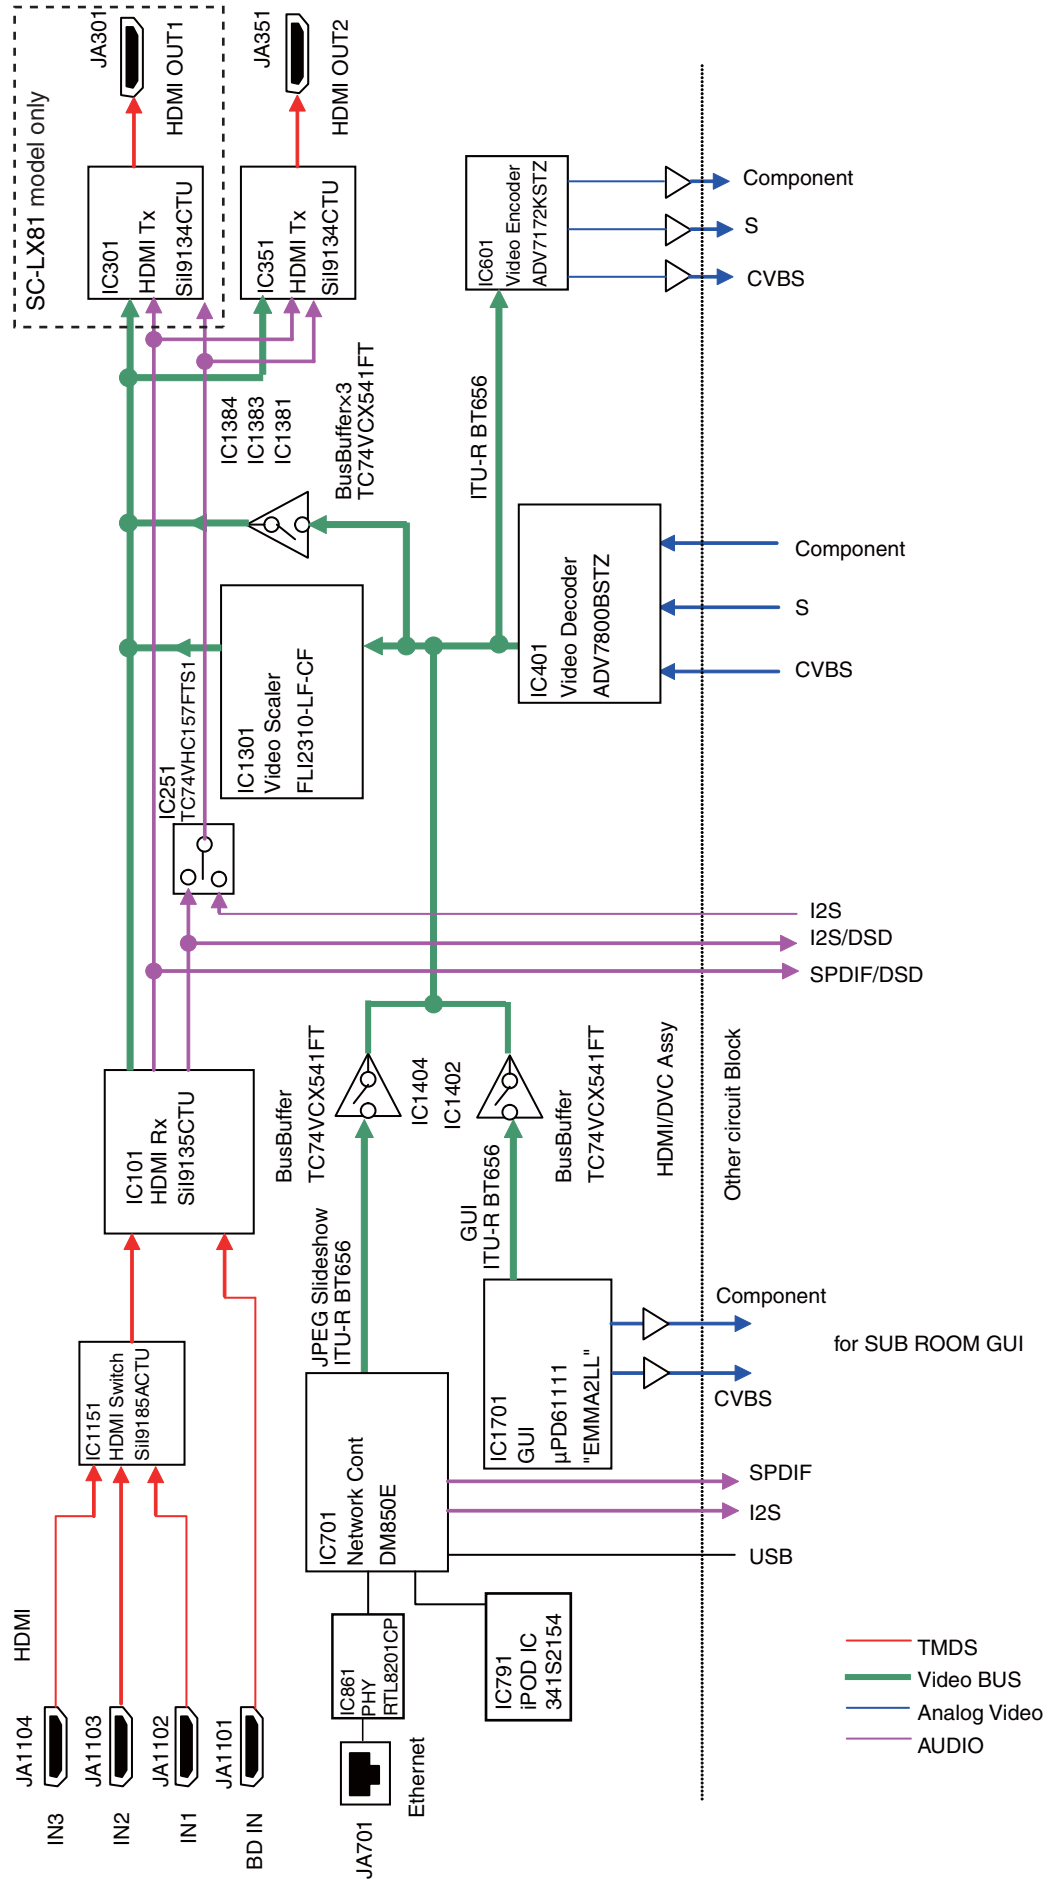 SC-LX81 model only
JA301
HDMI OUT1
JA351
HDMI OUT2
IC301
HDMI Tx
SiI9134CTU
IC351
HDMI Tx
SiI9134CTU
IC601
Video Encoder
ADV7172KSTZ
Component
S
CVBS
IC1384
IC1383
IC1381
BusBuffer×3
TC74VCX541FT
ITU-R BT656
IC1301
Video Scaler
FLI2310-LF-CF
IC401
Video Decoder
ADV7800BSTZ
Component
S
CVBS
IC251
TC74VHC157FTS1
I2S
I2S/DSD
SPDIF/DSD
IC101
HDMI Rx
SiI9135CTU
BusBuffer
TC74VCX541FT
IC1404
IC1402
BusBuffer
TC74VCX541FT
HDMI/DVC Assy
Other circuit Block
JPEG Slideshow
ITU-R BT656
GUI
ITU-R BT656
IC1151
HDMI Switch
SiI9185ACTU
IC701
Network Cont
DM850E
IC1701
GUI
µPD61111
"EMMA2LL"
Component
for SUB ROOM GUI
CVBS
SPDIF
I2S
USB
HDMI
IC861
PHY
RTL8201CP
IC791
iPOD IC
341S2154
JA1104
JA1103
JA1102
JA1101
IN3
IN2
IN1
BD IN
JA701
Ethernet
TMDS
Video BUS
Analog Video
AUDIO